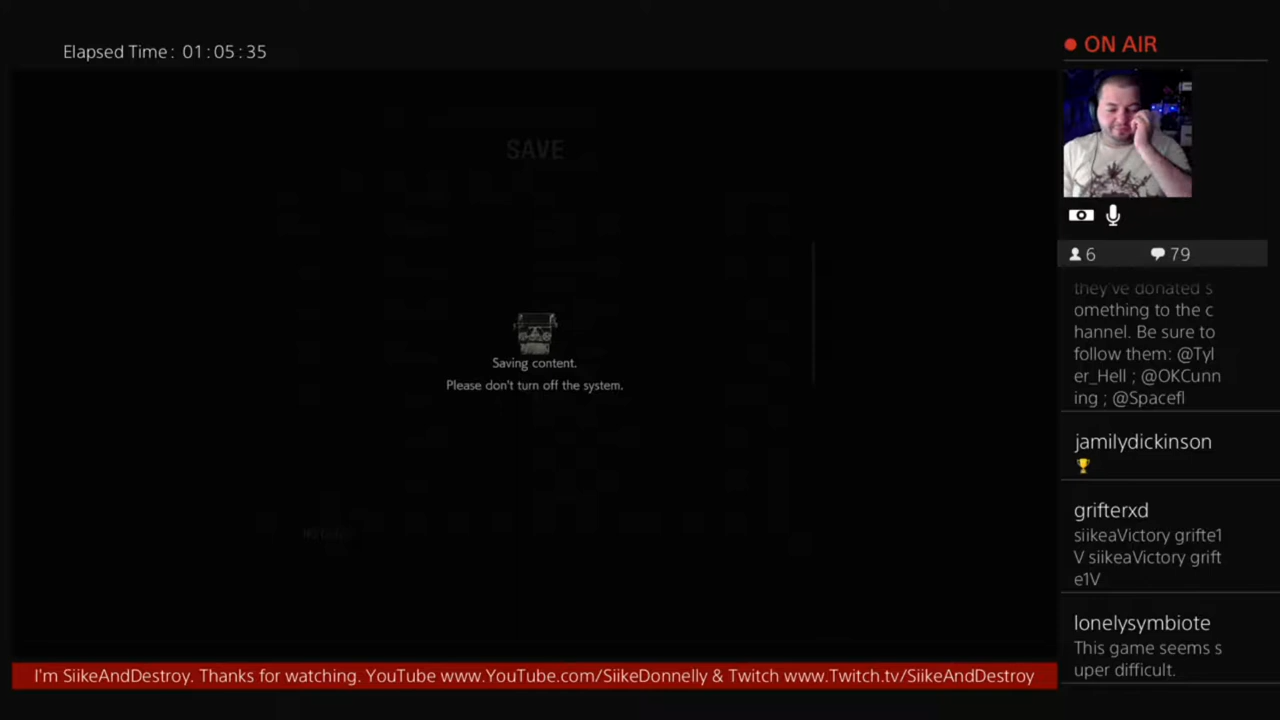 Elapsed Time: 01:05:35
ON AIR
SAVE
Saving content.
Please don't turn off the system.
6 79
they've donated s
omething to the c
hannel. Be sure to
follow them: @Tyl
er_Hell ; @OKCunn
ing ; @Spacefl
jamilydickinson
🏆
grifterxd
siikeaVictory grifte1
V siikeaVictory grift
e1V
lonelysymbiote
This game seems s
uper difficult.
I'm SiikeAndDestroy. Thanks for watching. YouTube www.YouTube.com/SiikeDonnelly & Twitch www.Twitch.tv/SiikeAndDestroy